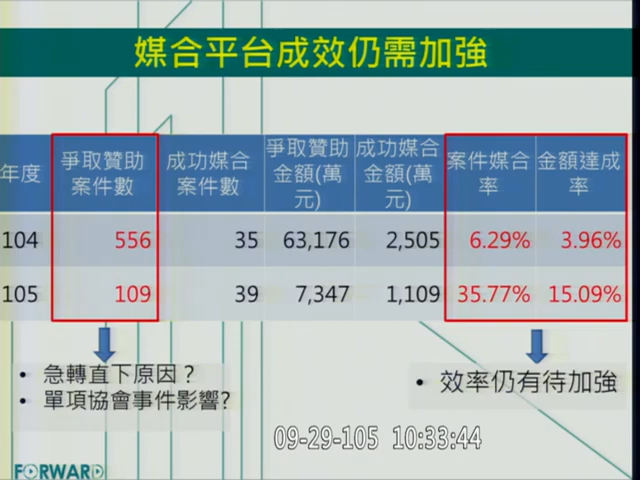 媒合平台成效仍需加強
年度 爭取贊助案件數 成功媒合案件數 爭取贊助金額(萬元) 成功媒合金額(萬元) 案件媒合率 金額達成率
104 556 35 63,176 2,505 6.29% 3.96%
105 109 39 7,347 1,109 35.77% 15.09%
• 急轉直下原因？
• 單項協會事件影響?
• 效率仍有待加強
09-29-105 10:33:44
FORWARD